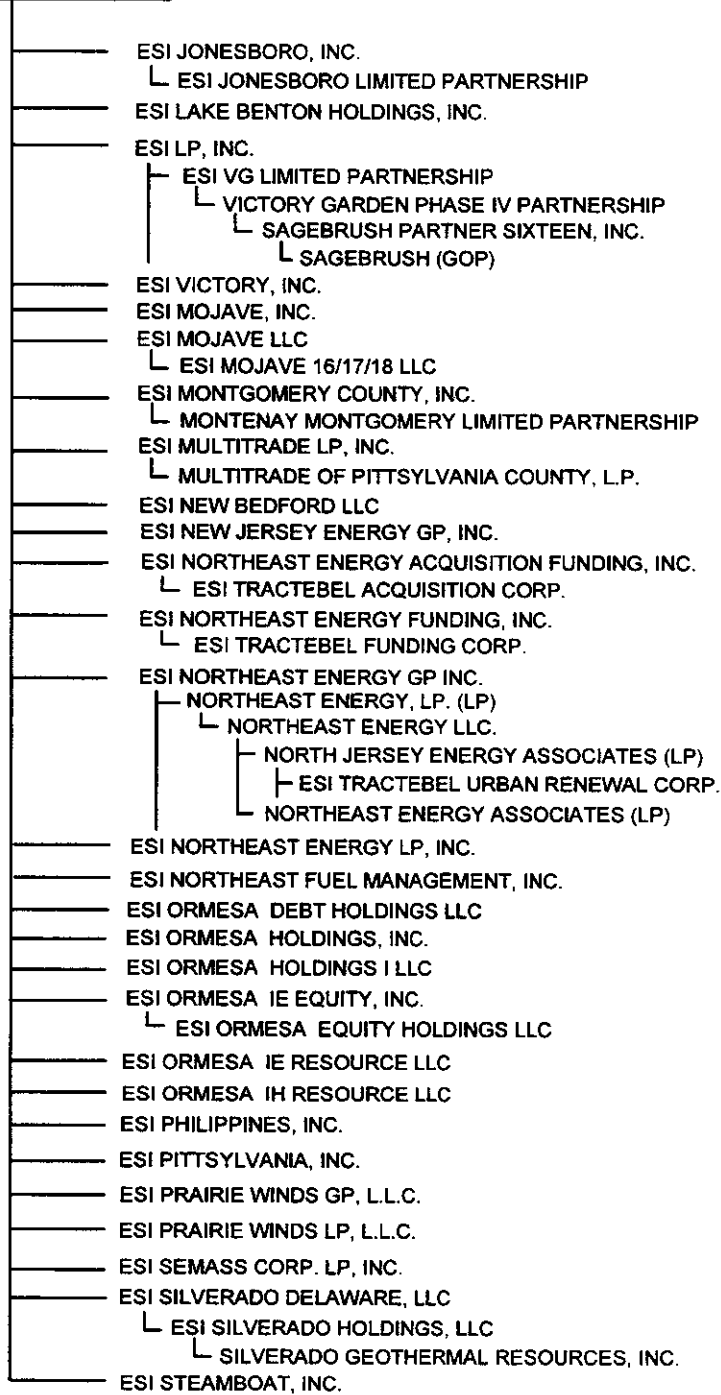 ESI JONESBORO, INC.
ESI JONESBORO LIMITED PARTNERSHIP
ESI LAKE BENTON HOLDINGS, INC.
ESI LP, INC.
ESI VG LIMITED PARTNERSHIP
VICTORY GARDEN PHASE IV PARTNERSHIP
SAGEBRUSH PARTNER SIXTEEN, INC.
SAGEBRUSH (GOP)
ESI VICTORY, INC.
ESI MOJAVE, INC.
ESI MOJAVE LLC
ESI MOJAVE 16/17/18 LLC
ESI MONTGOMERY COUNTY, INC.
MONTENAY MONTGOMERY LIMITED PARTNERSHIP
ESI MULTITRADE LP, INC.
MULTITRADE OF PITTSYLVANIA COUNTY, L.P.
ESI NEW BEDFORD LLC
ESI NEW JERSEY ENERGY GP, INC.
ESI NORTHEAST ENERGY ACQUISITION FUNDING, INC.
ESI TRACTEBEL ACQUISITION CORP.
ESI NORTHEAST ENERGY FUNDING, INC.
ESI TRACTEBEL FUNDING CORP.
ESI NORTHEAST ENERGY GP INC.
NORTHEAST ENERGY, LP. (LP)
NORTHEAST ENERGY LLC.
NORTH JERSEY ENERGY ASSOCIATES (LP)
ESI TRACTEBEL URBAN RENEWAL CORP.
NORTHEAST ENERGY ASSOCIATES (LP)
ESI NORTHEAST ENERGY LP, INC.
ESI NORTHEAST FUEL MANAGEMENT, INC.
ESI ORMESA DEBT HOLDINGS LLC
ESI ORMESA HOLDINGS, INC.
ESI ORMESA HOLDINGS I LLC
ESI ORMESA IE EQUITY, INC.
ESI ORMESA EQUITY HOLDINGS LLC
ESI ORMESA IE RESOURCE LLC
ESI ORMESA IH RESOURCE LLC
ESI PHILIPPINES, INC.
ESI PITTSYLVANIA, INC.
ESI PRAIRIE WINDS GP, L.L.C.
ESI PRAIRIE WINDS LP, L.L.C.
ESI SEMASS CORP. LP, INC.
ESI SILVERADO DELAWARE, LLC
ESI SILVERADO HOLDINGS, LLC
SILVERADO GEOTHERMAL RESOURCES, INC.
ESI STEAMBOAT, INC.